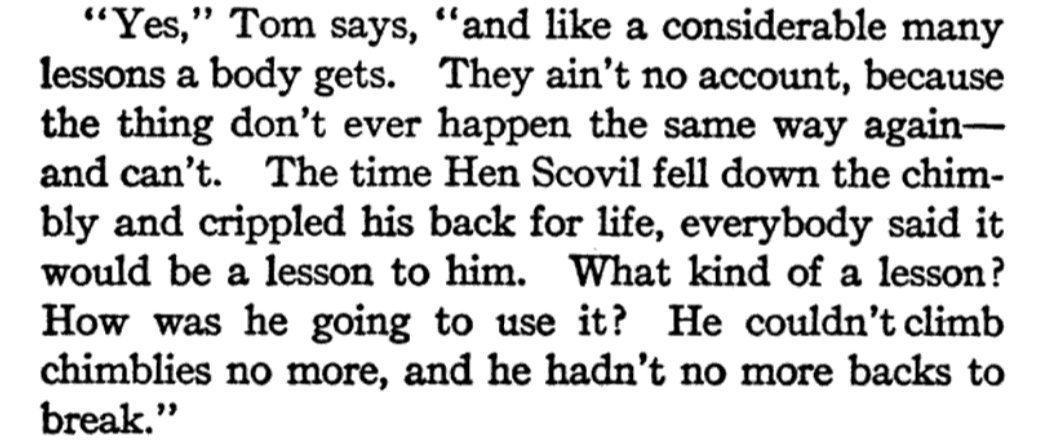 “Yes,” Tom says, “and like a considerable many
lessons a body gets. They ain't no account, because
the thing don't ever happen the same way again—
and can't. The time Hen Scovil fell down the chim-
bly and crippled his back for life, everybody said it
would be a lesson to him. What kind of a lesson?
How was he going to use it? He couldn't climb
chimblies no more, and he hadn't no more backs to
break.”